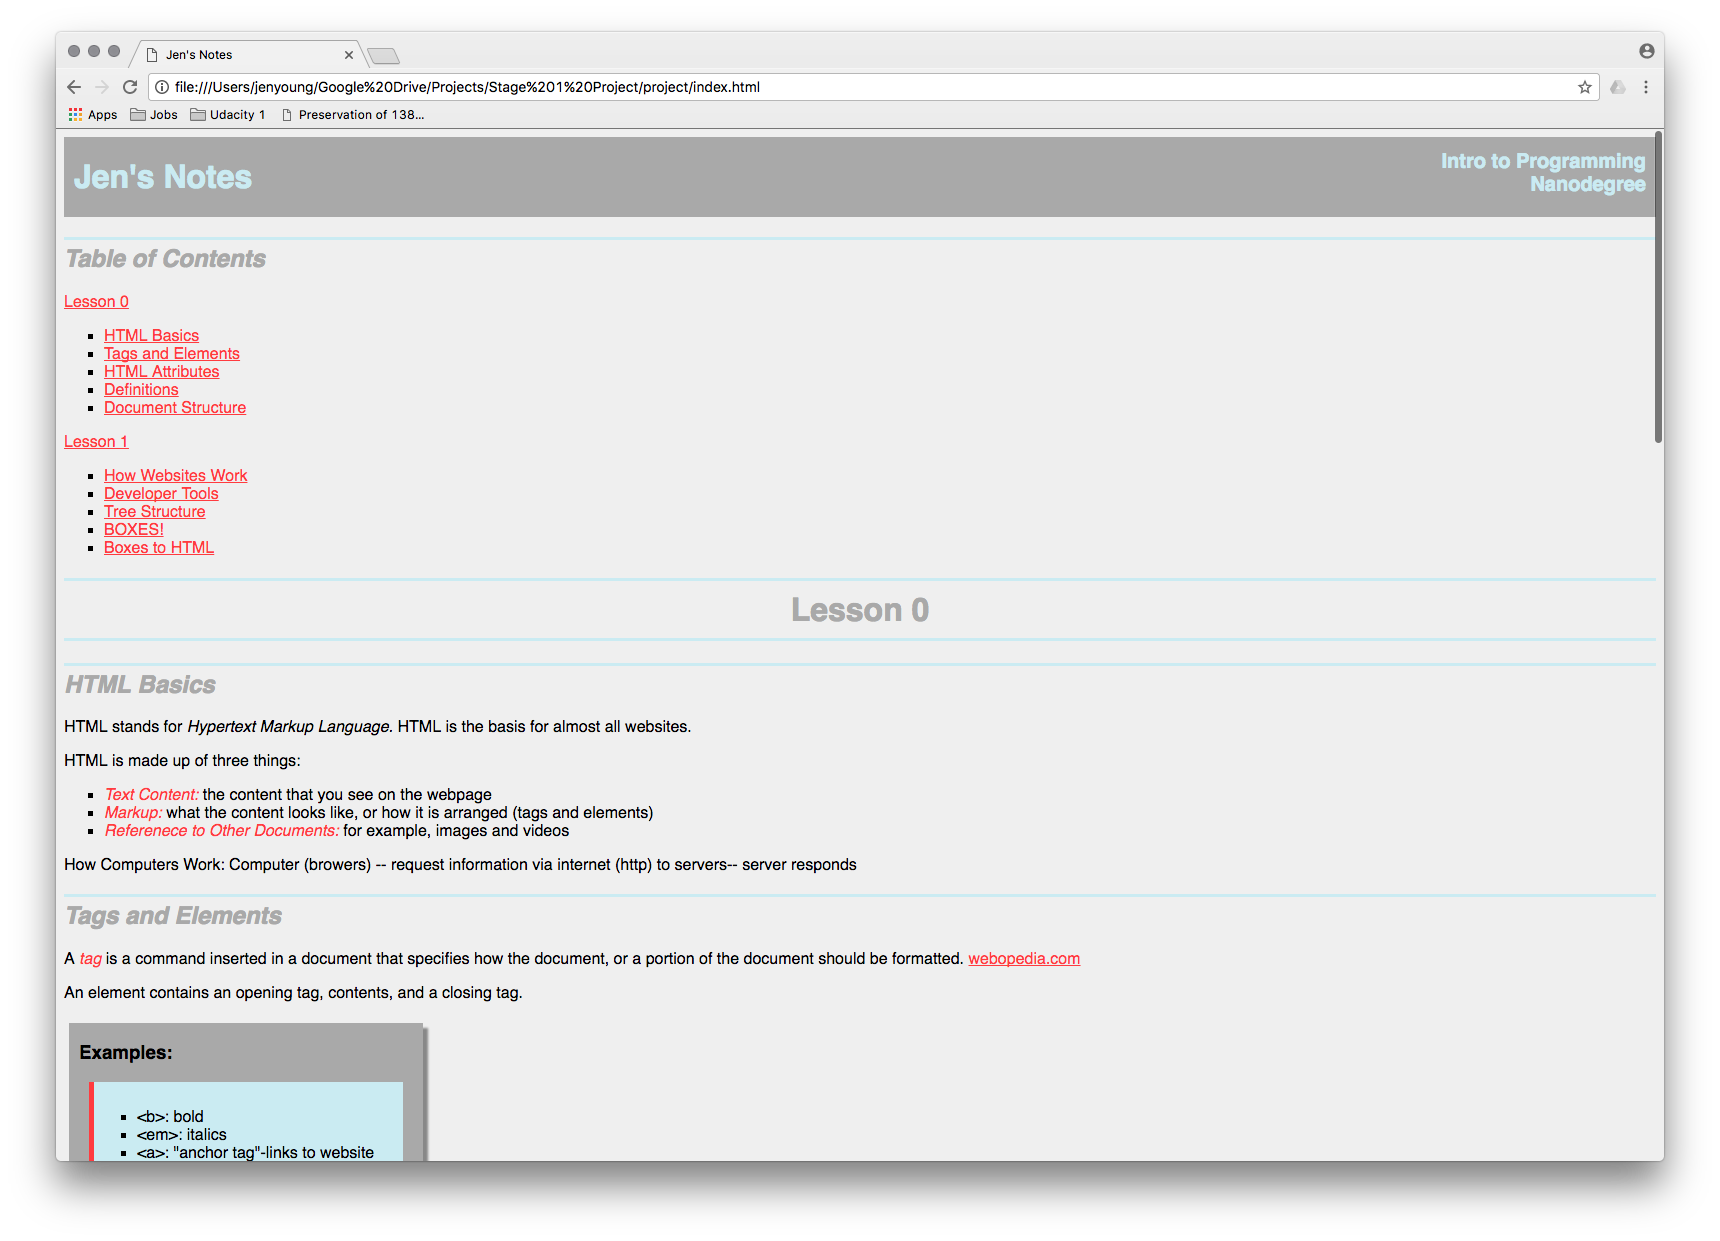 Jen's Notes
file:///Users/jenyoung/Google%20Drive/Projects/Stage%201%20Project/project/index.html
Apps Jobs Udacity 1 Preservation of 138...
Jen's Notes
Intro to Programming
Nanodegree
Table of Contents
Lesson 0
HTML Basics
Tags and Elements
HTML Attributes
Definitions
Document Structure
Lesson 1
How Websites Work
Developer Tools
Tree Structure
BOXES!
Boxes to HTML
Lesson 0
HTML Basics
HTML stands for Hypertext Markup Language. HTML is the basis for almost all websites.
HTML is made up of three things:
Text Content: the content that you see on the webpage
Markup: what the content looks like, or how it is arranged (tags and elements)
Referenece to Other Documents: for example, images and videos
How Computers Work: Computer (browers) -- request information via internet (http) to servers-- server responds
Tags and Elements
A tag is a command inserted in a document that specifies how the document, or a portion of the document should be formatted. webopedia.com
An element contains an opening tag, contents, and a closing tag.
Examples:
<b>: bold
<em>: italics
<a>: "anchor tag"-links to website